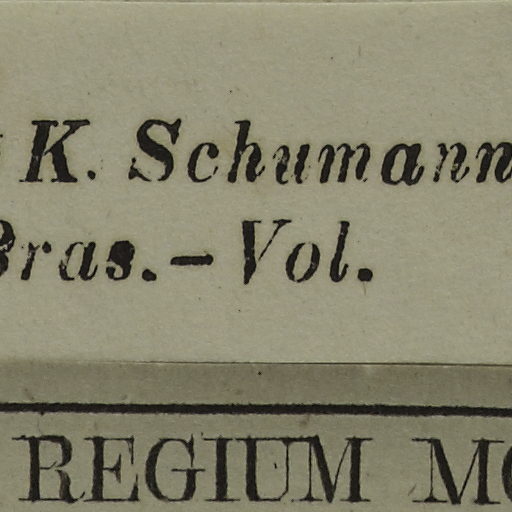 K. Schumann
Bras.– Vol.
REGIUM